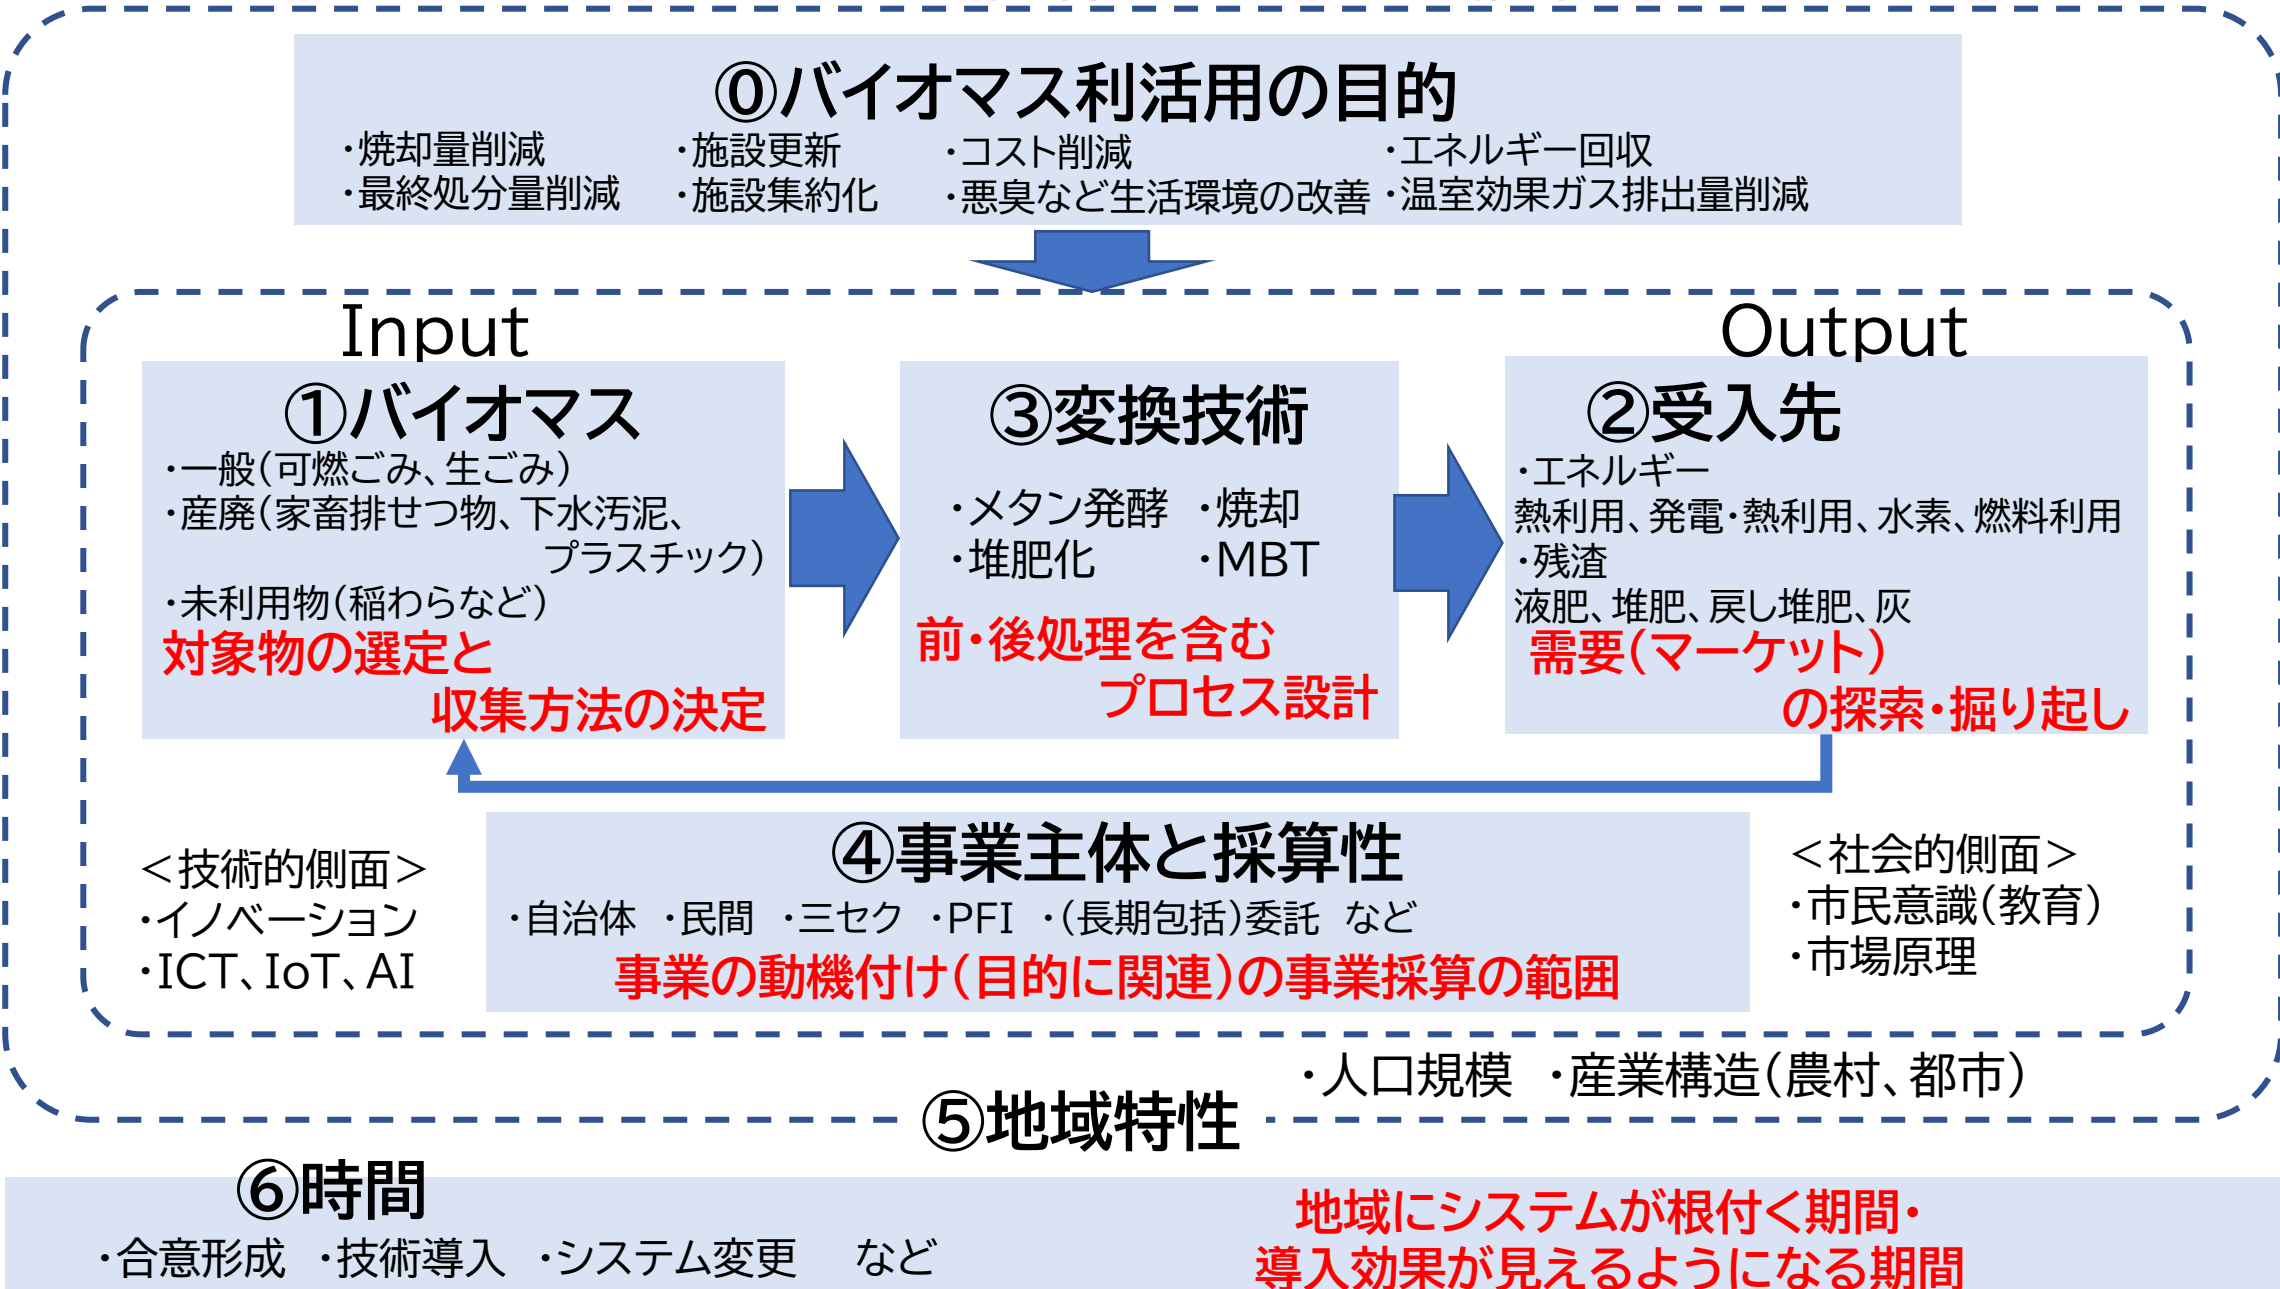 ⓪バイオマス利活用の目的
・焼却量削減
・最終処分量削減
・施設更新
・施設集約化
・コスト削減
・悪臭など生活環境の改善
・エネルギー回収
・温室効果ガス排出量削減
Input
①バイオマス
・一般（可燃ごみ、生ごみ）
・産廃（家畜排せつ物、下水汚泥、
プラスチック）
・未利用物（稲わらなど）
対象物の選定と
収集方法の決定
③変換技術
・メタン発酵　・焼却
・堆肥化　・MBT
前・後処理を含む
プロセス設計
Output
②受入先
・エネルギー
熱利用、発電・熱利用、水素、燃料利用
・残渣
液肥、堆肥、戻し堆肥、灰
需要（マーケット）
の探索・掘り起し
＜技術的側面＞
・イノベーション
・ICT、IoT、AI
④事業主体と採算性
・自治体　・民間　・三セク　・PFI　・（長期包括）委託　など
事業の動機付け（目的に関連）の事業採算の範囲
＜社会的側面＞
・市民意識（教育）
・市場原理
・人口規模　・産業構造（農村、都市）
⑤地域特性
⑥時間
・合意形成　・技術導入　・システム変更　など
地域にシステムが根付く期間・
導入効果が見えるようになる期間